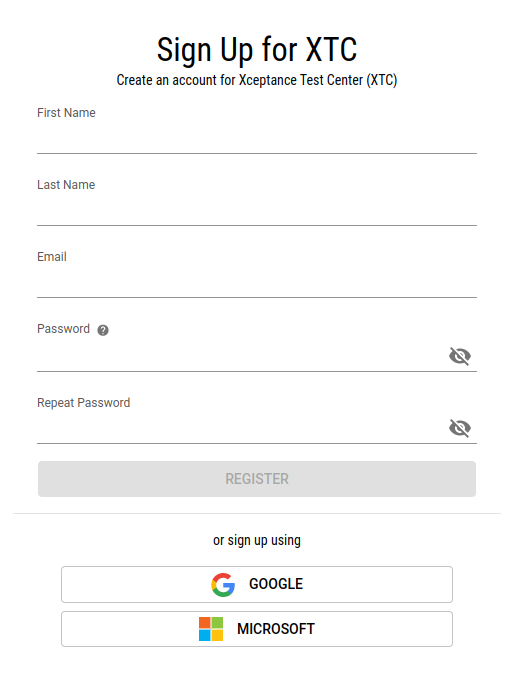 Sign Up for XTC
Create an account for Xceptance Test Center (XTC)
First Name
Last Name
Email
Password ?
Repeat Password
REGISTER
or sign up using
GOOGLE
MICROSOFT